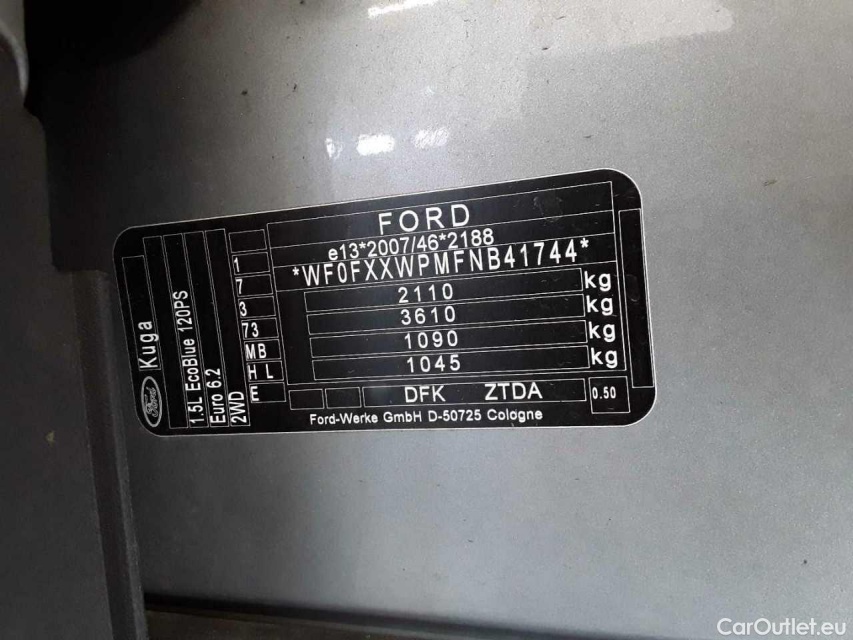 FORD
e13*2007/46*2188
*WF0FXXWPMFNB41744*
2110 kg
3610 kg
1090 kg
1045 kg
DFK ZTDA 0.50
Ford-Werke GmbH D-50725 Cologne
1
7
3
73
MB
H L
E
Ford Kuga
1.5L EcoBlue 120PS
Euro 6.2
2WD
CarOutlet.eu